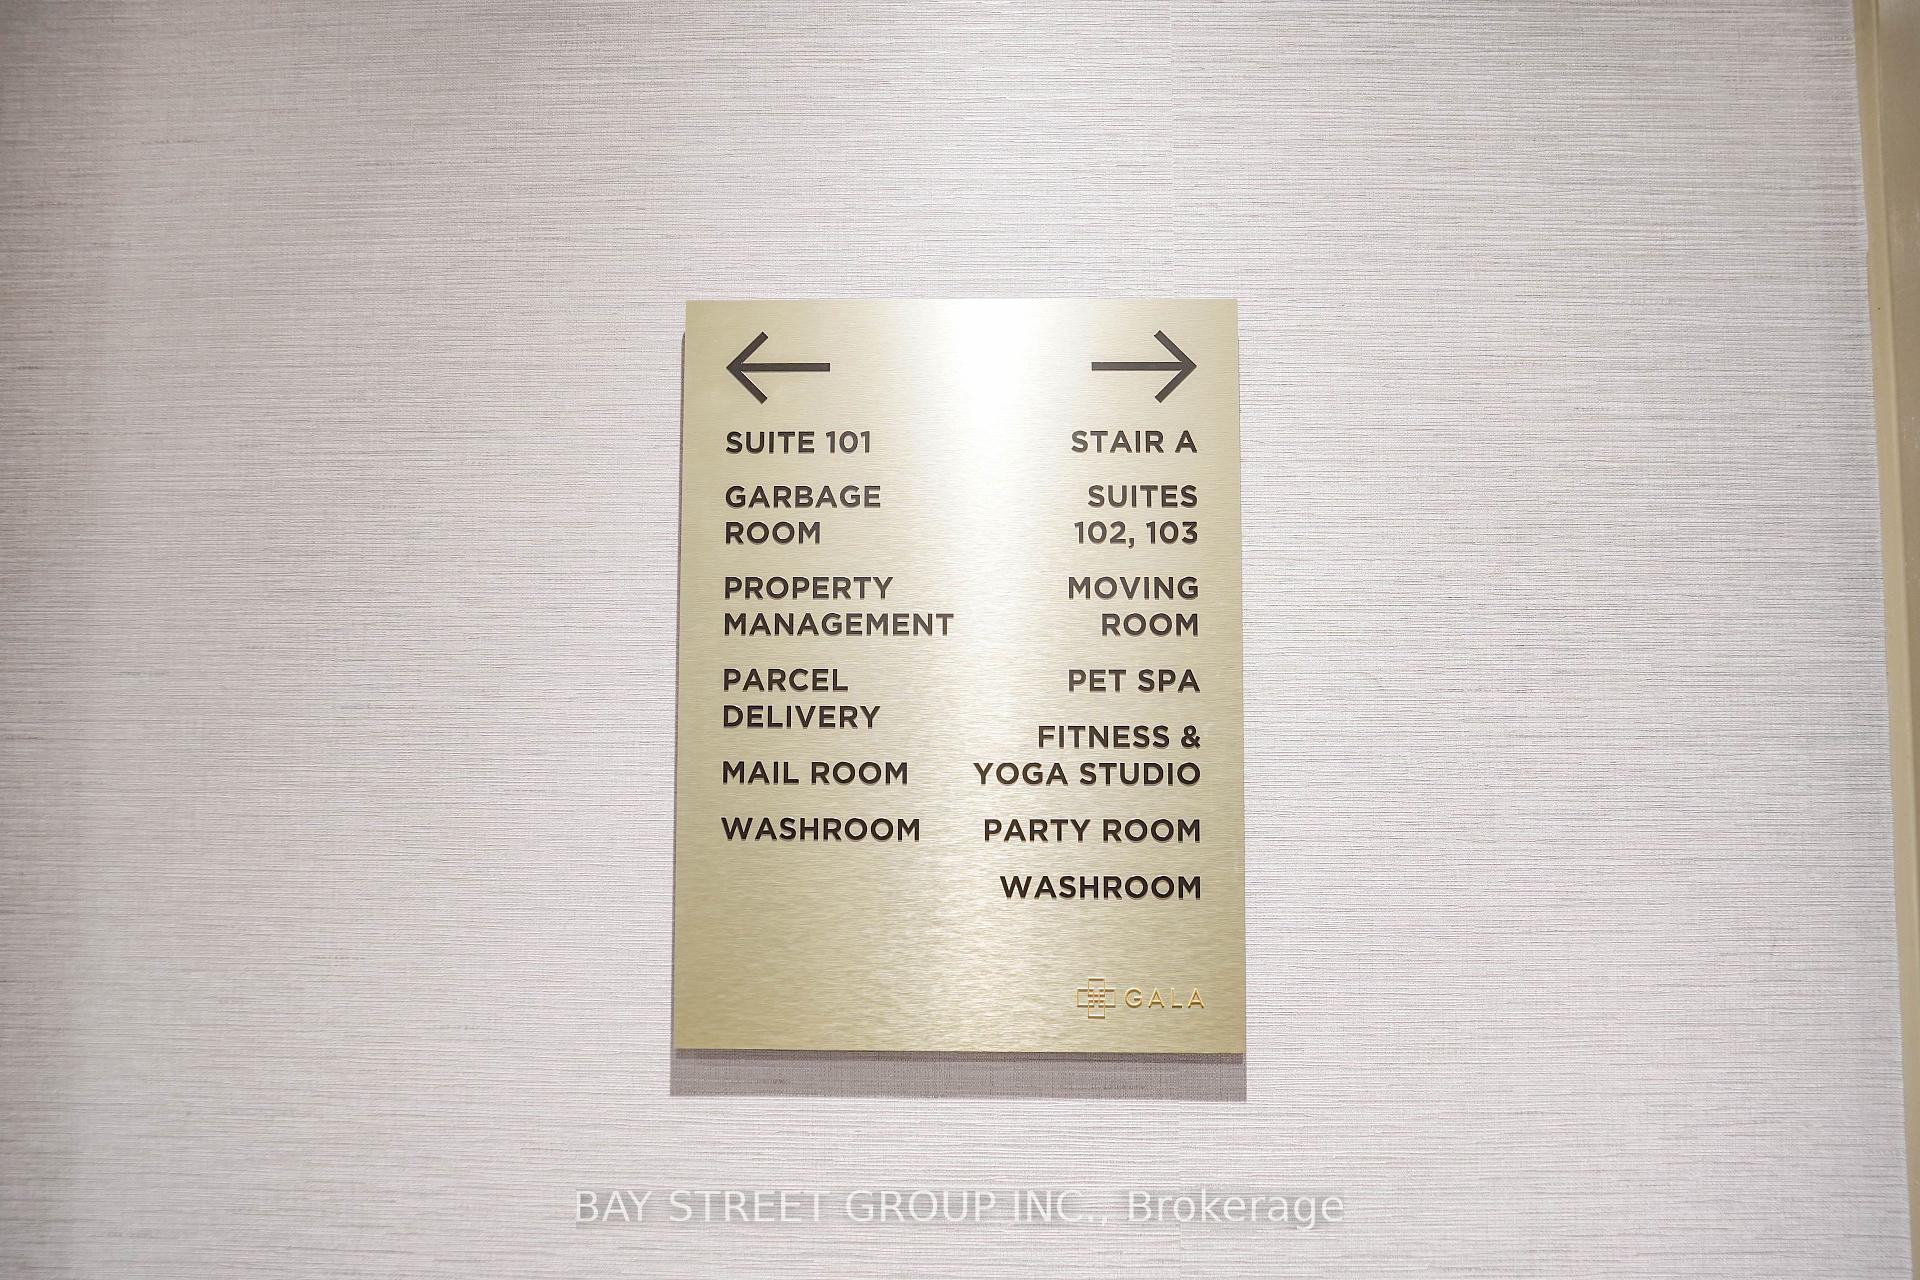 SUITE 101
GARBAGE
ROOM
PROPERTY
MANAGEMENT
PARCEL
DELIVERY
MAIL ROOM
WASHROOM
STAIR A
SUITES
102, 103
MOVING
ROOM
PET SPA
FITNESS &
YOGA STUDIO
PARTY ROOM
WASHROOM
GALA
BAY STREET GROUP INC., Brokerage